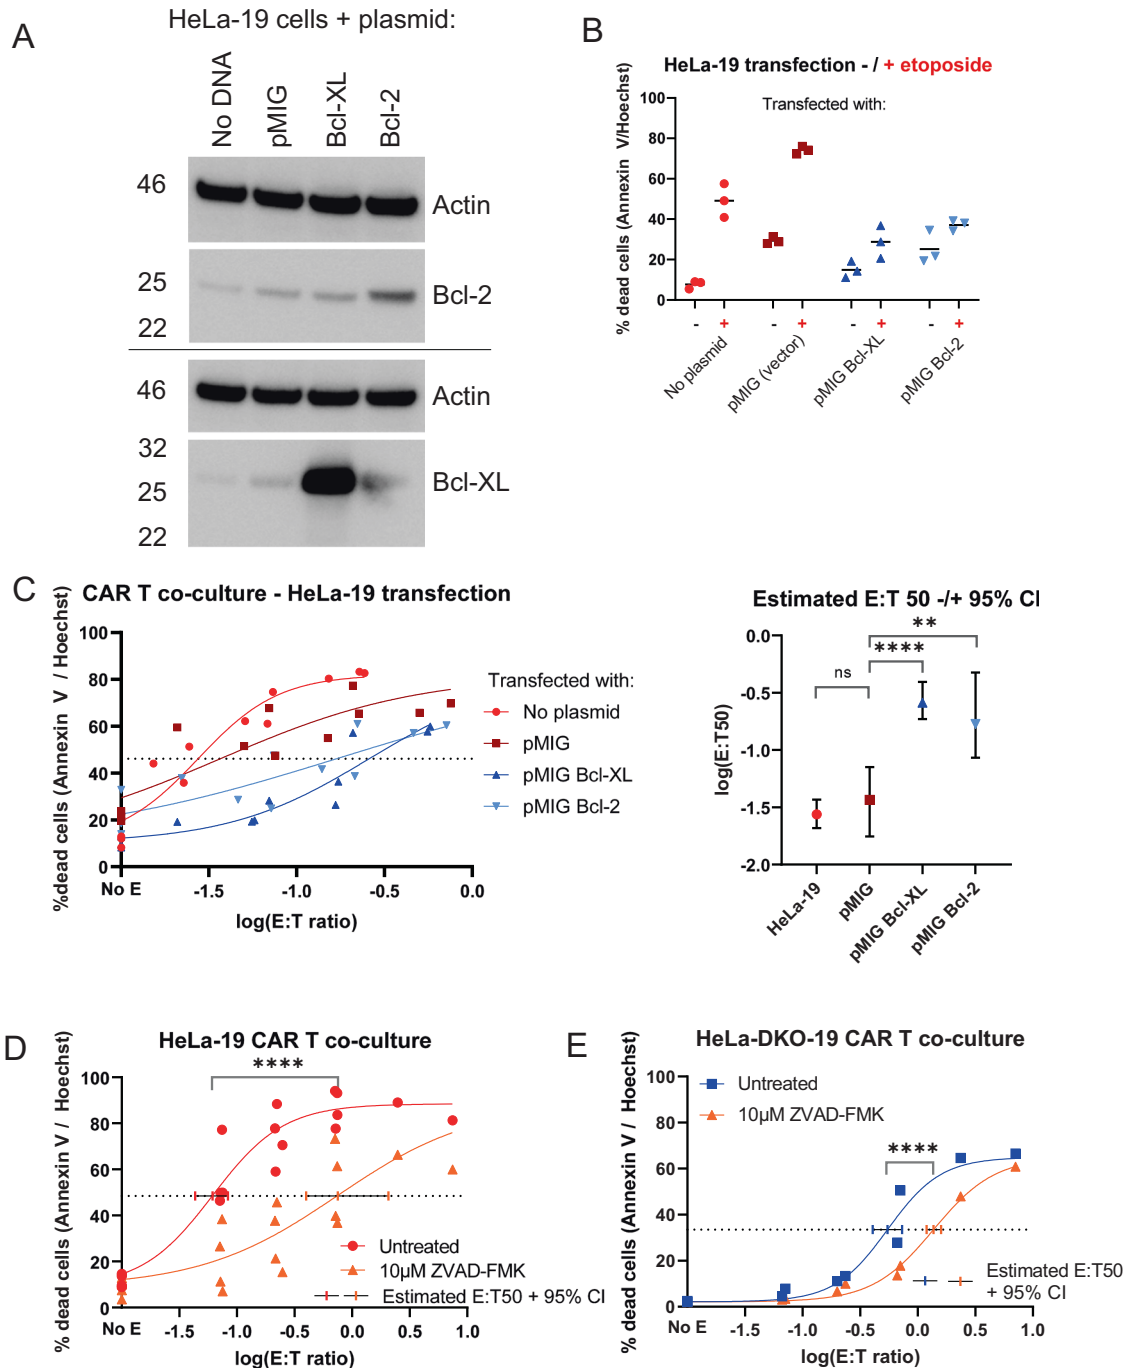 A
HeLa-19 cells + plasmid:
No DNA
pMIG
Bcl-XL
Bcl-2
46
Actin
25
Bcl-2
22
46
Actin
32
Bcl-XL
25
22
B
HeLa-19 transfection - / + etoposide
Transfected with:
% dead cells (Annexin V/Hoechst)
100
80
60
40
20
0
- + - + - + - +
No plasmid
pMIG (vector)
pMIG Bcl-XL
pMIG Bcl-2
C
CAR T co-culture - HeLa-19 transfection
%dead cells (Annexin V / Hoechst)
100
80
60
40
20
0
No E -1.5 -1.0 -0.5 0.0
log(E:T ratio)
Transfected with:
No plasmid
pMIG
pMIG Bcl-XL
pMIG Bcl-2
Estimated E:T 50 -/+ 95% CI
**
****
ns
log(E:T50)
0.0
-0.5
-1.0
-1.5
-2.0
HeLa-19
pMIG
pMIG Bcl-XL
pMIG Bcl-2
D
HeLa-19 CAR T co-culture
****
% dead cells (Annexin V / Hoechst)
100
80
60
40
20
0
Untreated
10µM ZVAD-FMK
Estimated E:T50 + 95% CI
No E -1.5 -1.0 -0.5 0.0 0.5 1.0
log(E:T ratio)
E
HeLa-DKO-19 CAR T co-culture
% dead cells (Annexin V / Hoechst)
100
80
60
40
20
0
Untreated
10µM ZVAD-FMK
****
Estimated E:T50
+ 95% CI
No E -1.5 -1.0 -0.5 0.0 0.5 1.0
log(E:T ratio)